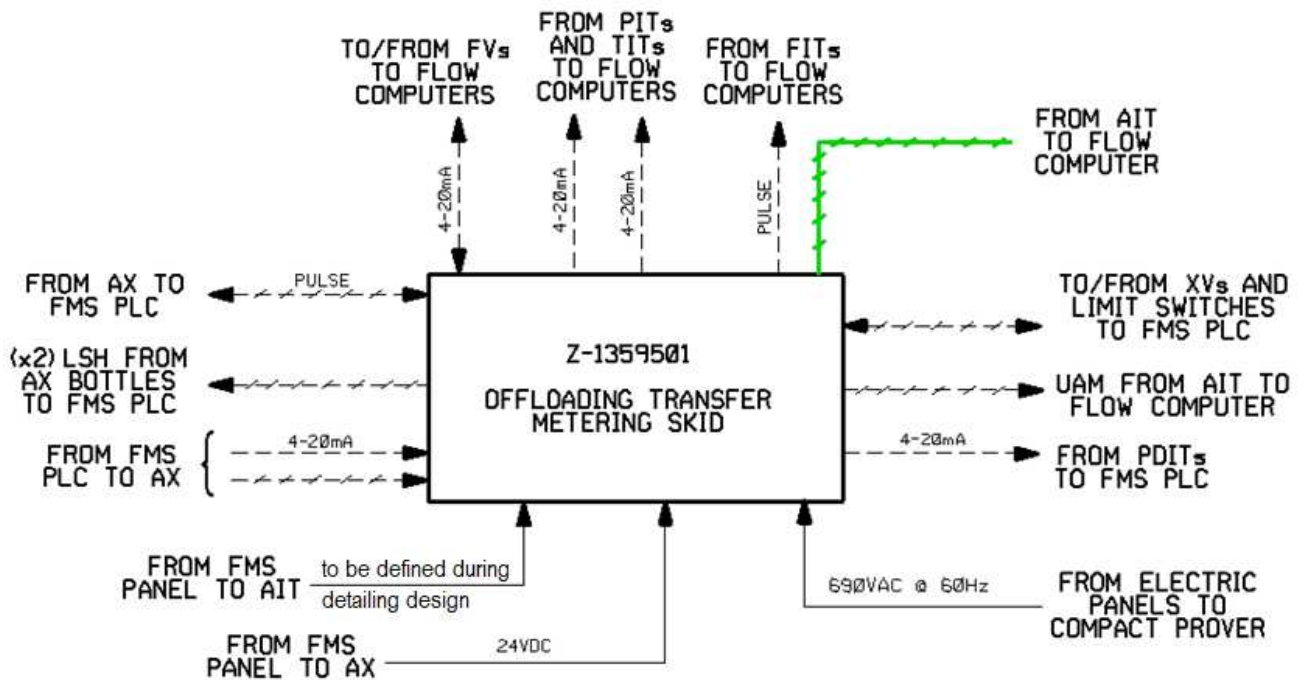 TO/FROM FVs
TO FLOW
COMPUTERS
FROM PITs
AND TITs
TO FLOW
COMPUTERS
FROM FITs
TO FLOW
COMPUTERS
FROM AIT
TO FLOW
COMPUTER
4-20mA
4-20mA
4-20mA
PULSE
FROM AX TO
FMS PLC
PULSE
(x2) LSH FROM
AX BOTTLES
TO FMS PLC
FROM FMS
PLC TO AX
4-20mA
Z-1359501
OFFLOADING TRANSFER
METERING SKID
TO/FROM XVs AND
LIMIT SWITCHES
TO FMS PLC
UAM FROM AIT TO
FLOW COMPUTER
4-20mA
FROM PDITs
TO FMS PLC
FROM FMS
PANEL TO AIT
to be defined during
detailing design
FROM FMS
PANEL TO AX
24VDC
690VAC @ 60Hz
FROM ELECTRIC
PANELS TO
COMPACT PROVER